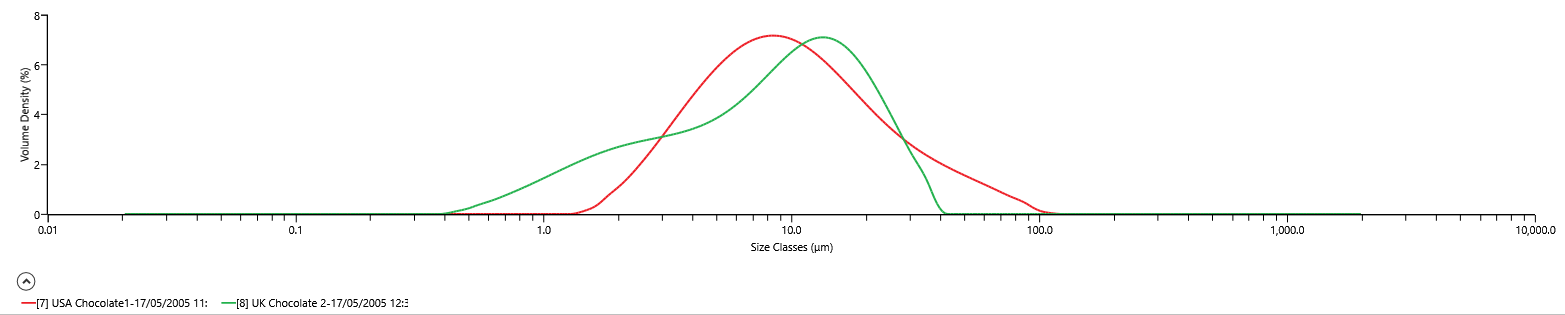 8
6
4
2
0
Volume Density (%)
0.01 0.1 1.0 10.0 100.0 1,000.0 10,000.0
Size Classes (µm)
[7] USA Chocolate1-17/05/2005 11: [8] UK Chocolate 2-17/05/2005 12:3